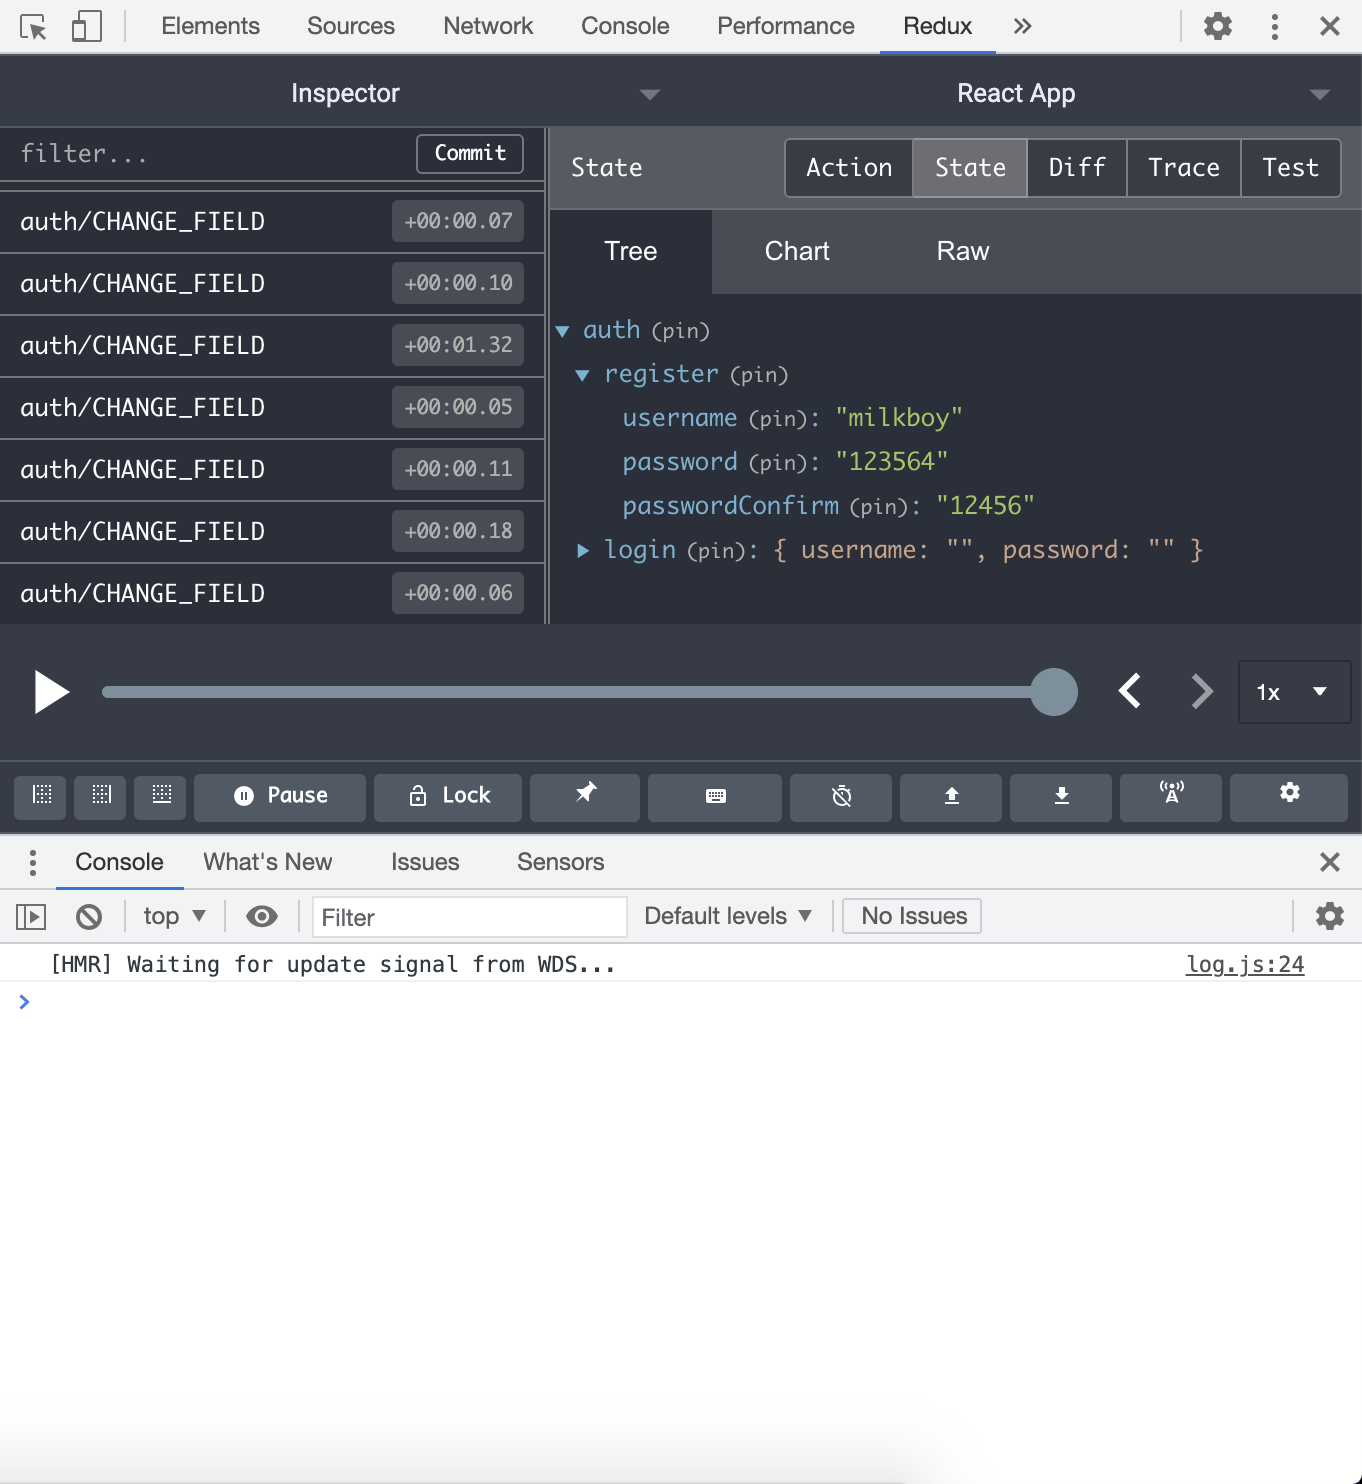 Elements Sources Network Console Performance Redux »
Inspector React App
filter... Commit
State Action State Diff Trace Test
auth/CHANGE_FIELD +00:00.07
auth/CHANGE_FIELD +00:00.10
auth/CHANGE_FIELD +00:01.32
auth/CHANGE_FIELD +00:00.05
auth/CHANGE_FIELD +00:00.11
auth/CHANGE_FIELD +00:00.18
auth/CHANGE_FIELD +00:00.06
Tree Chart Raw
auth (pin)
register (pin)
username (pin): "milkboy"
password (pin): "123564"
passwordConfirm (pin): "12456"
login (pin): { username: "", password: "" }
1x
Pause Lock
Console What's New Issues Sensors
top Filter Default levels No Issues
[HMR] Waiting for update signal from WDS... log.js:24